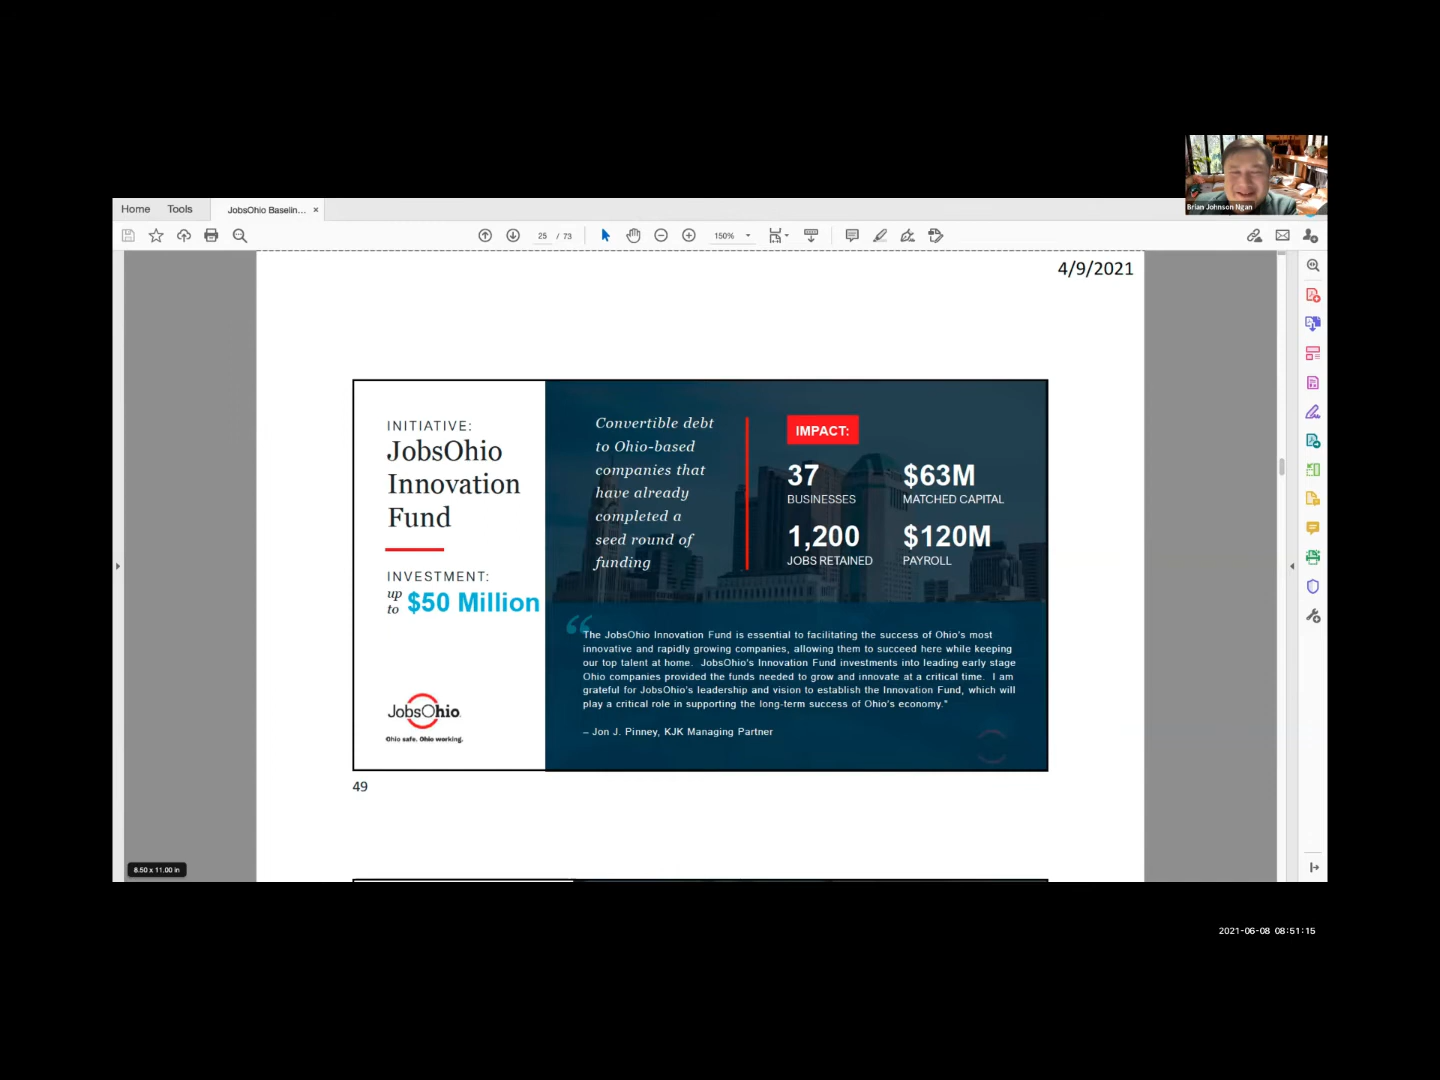 Brian Johnson Ngan
Home Tools JobsOhio Baselin... ×
25 / 73 150%
4/9/2021
INITIATIVE:
JobsOhio
Innovation
Fund
INVESTMENT:
up
to $50 Million
JobsOhio
Ohio safe. Ohio working.
Convertible debt
to Ohio-based
companies that
have already
completed a
seed round of
funding
IMPACT:
37
BUSINESSES
$63M
MATCHED CAPITAL
1,200
JOBS RETAINED
$120M
PAYROLL
“The JobsOhio Innovation Fund is essential to facilitating the success of Ohio's most
innovative and rapidly growing companies, allowing them to succeed here while keeping
our top talent at home. JobsOhio's Innovation Fund investments into leading early stage
Ohio companies provided the funds needed to grow and innovate at a critical time. I am
grateful for JobsOhio's leadership and vision to establish the Innovation Fund, which will
play a critical role in supporting the long-term success of Ohio's economy."
– Jon J. Pinney, KJK Managing Partner
49
8.50 x 11.00 in
2021-06-08 08:51:15